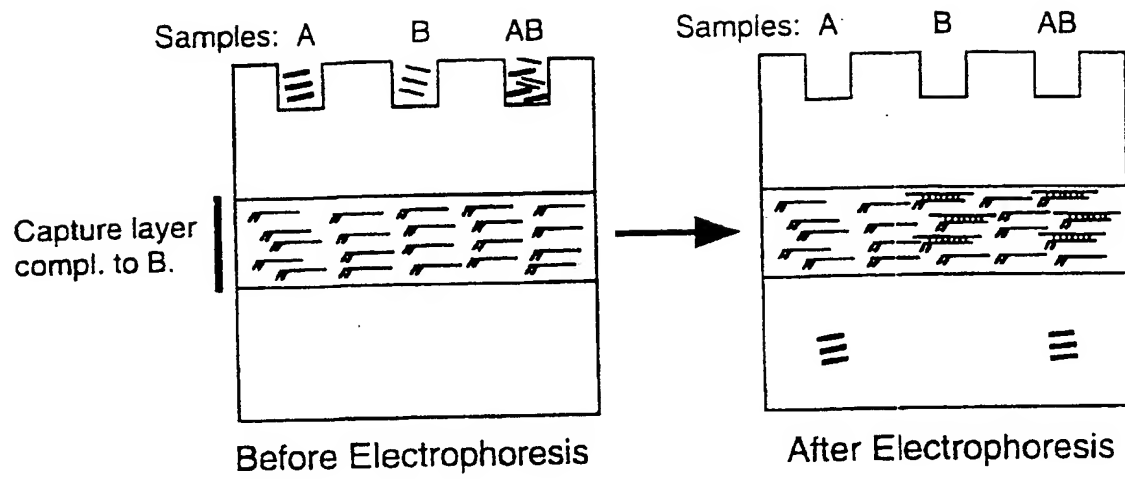 Samples: A B AB
Samples: A B AB
Capture layer
compl. to B.
Before Electrophoresis
After Electrophoresis